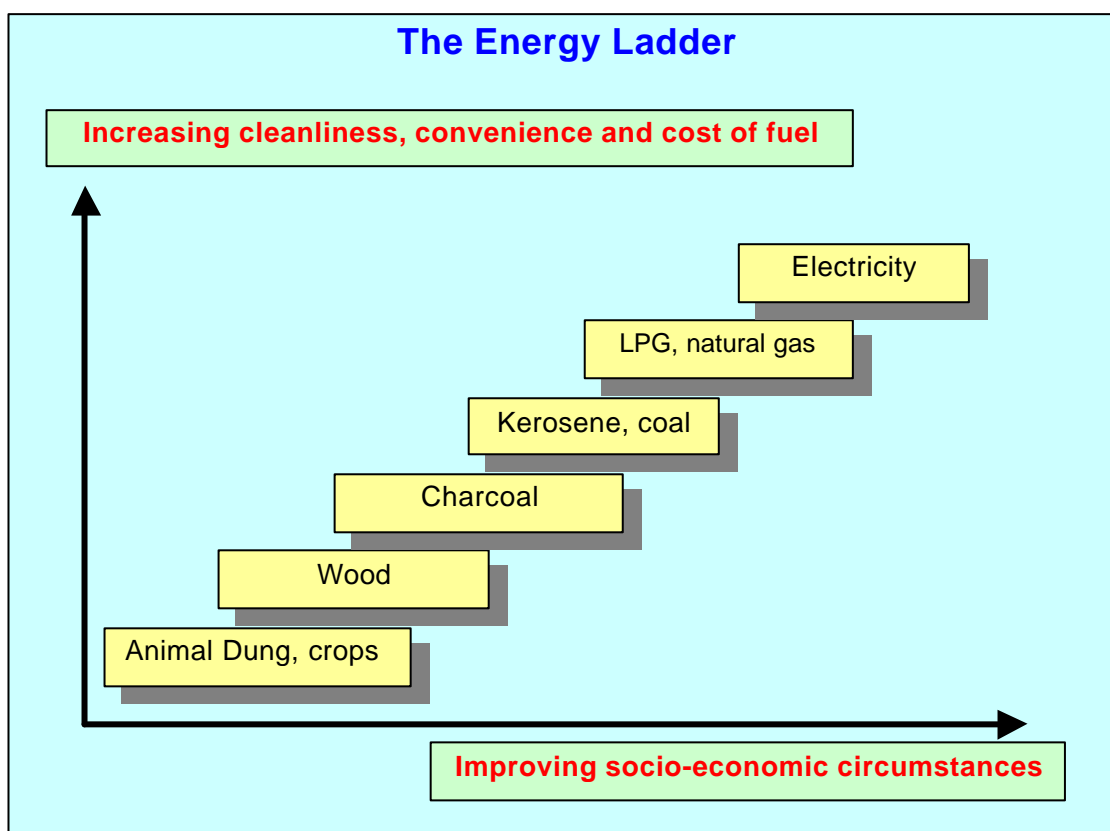 The Energy Ladder
Increasing cleanliness, convenience and cost of fuel
Electricity
LPG, natural gas
Kerosene, coal
Charcoal
Wood
Animal Dung, crops
Improving socio-economic circumstances